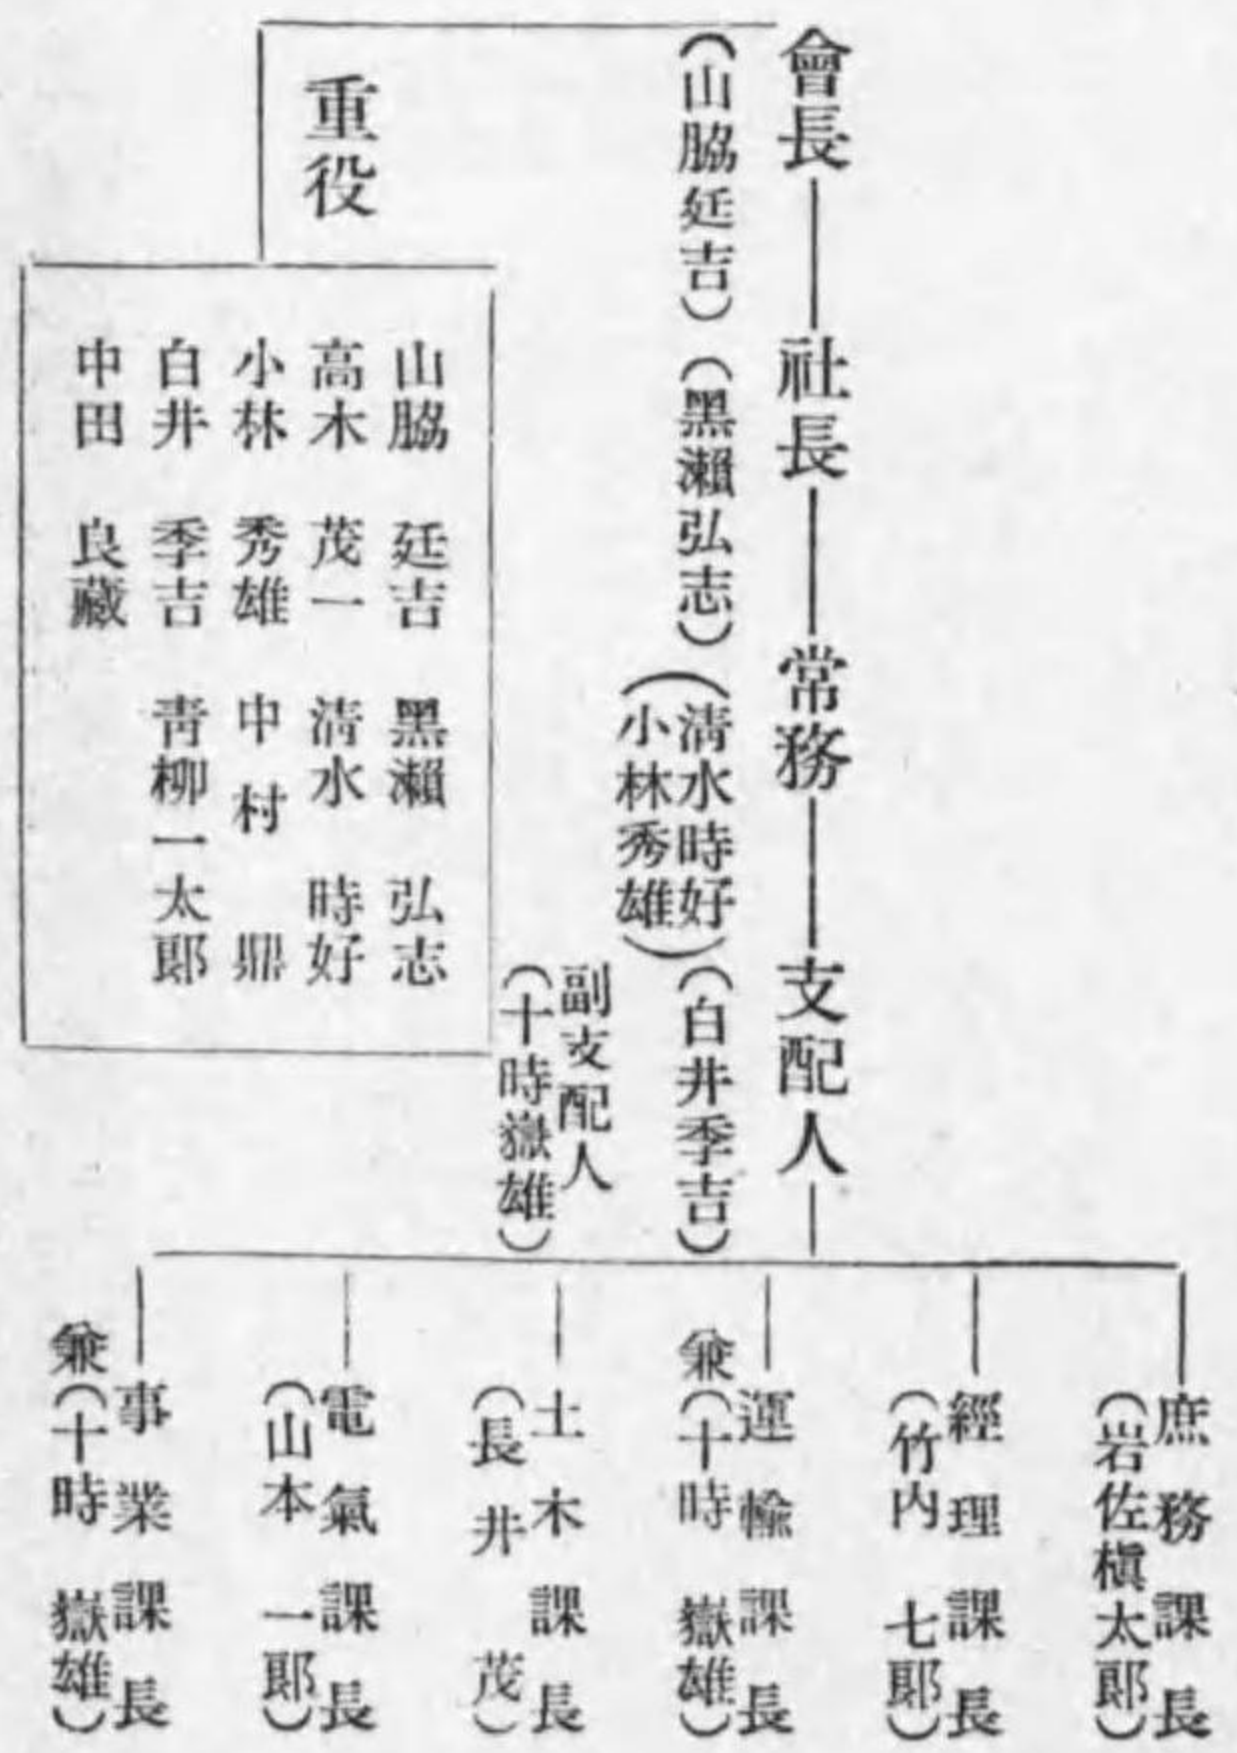 會長――社長――常務――支配人―
(山脇延吉)
(黑瀨弘志)
(淸水時好
小林秀雄)
(白井季吉)
副支配人
(十時嶽雄)
重役
山脇 延吉 黑瀨 弘志
高木 茂一 淸水 時好
小林 秀雄 中村 鼎
白井 季吉 靑柳一太郞
中田 良藏
庶務課長
(岩佐槇太郞)
經理課長
(竹内 七郞)
運輸課長
兼(十時 嶽雄)
土木課長
(長井 茂)
電氣課長
(山本 一郞)
事業課長
兼(十時 嶽雄)